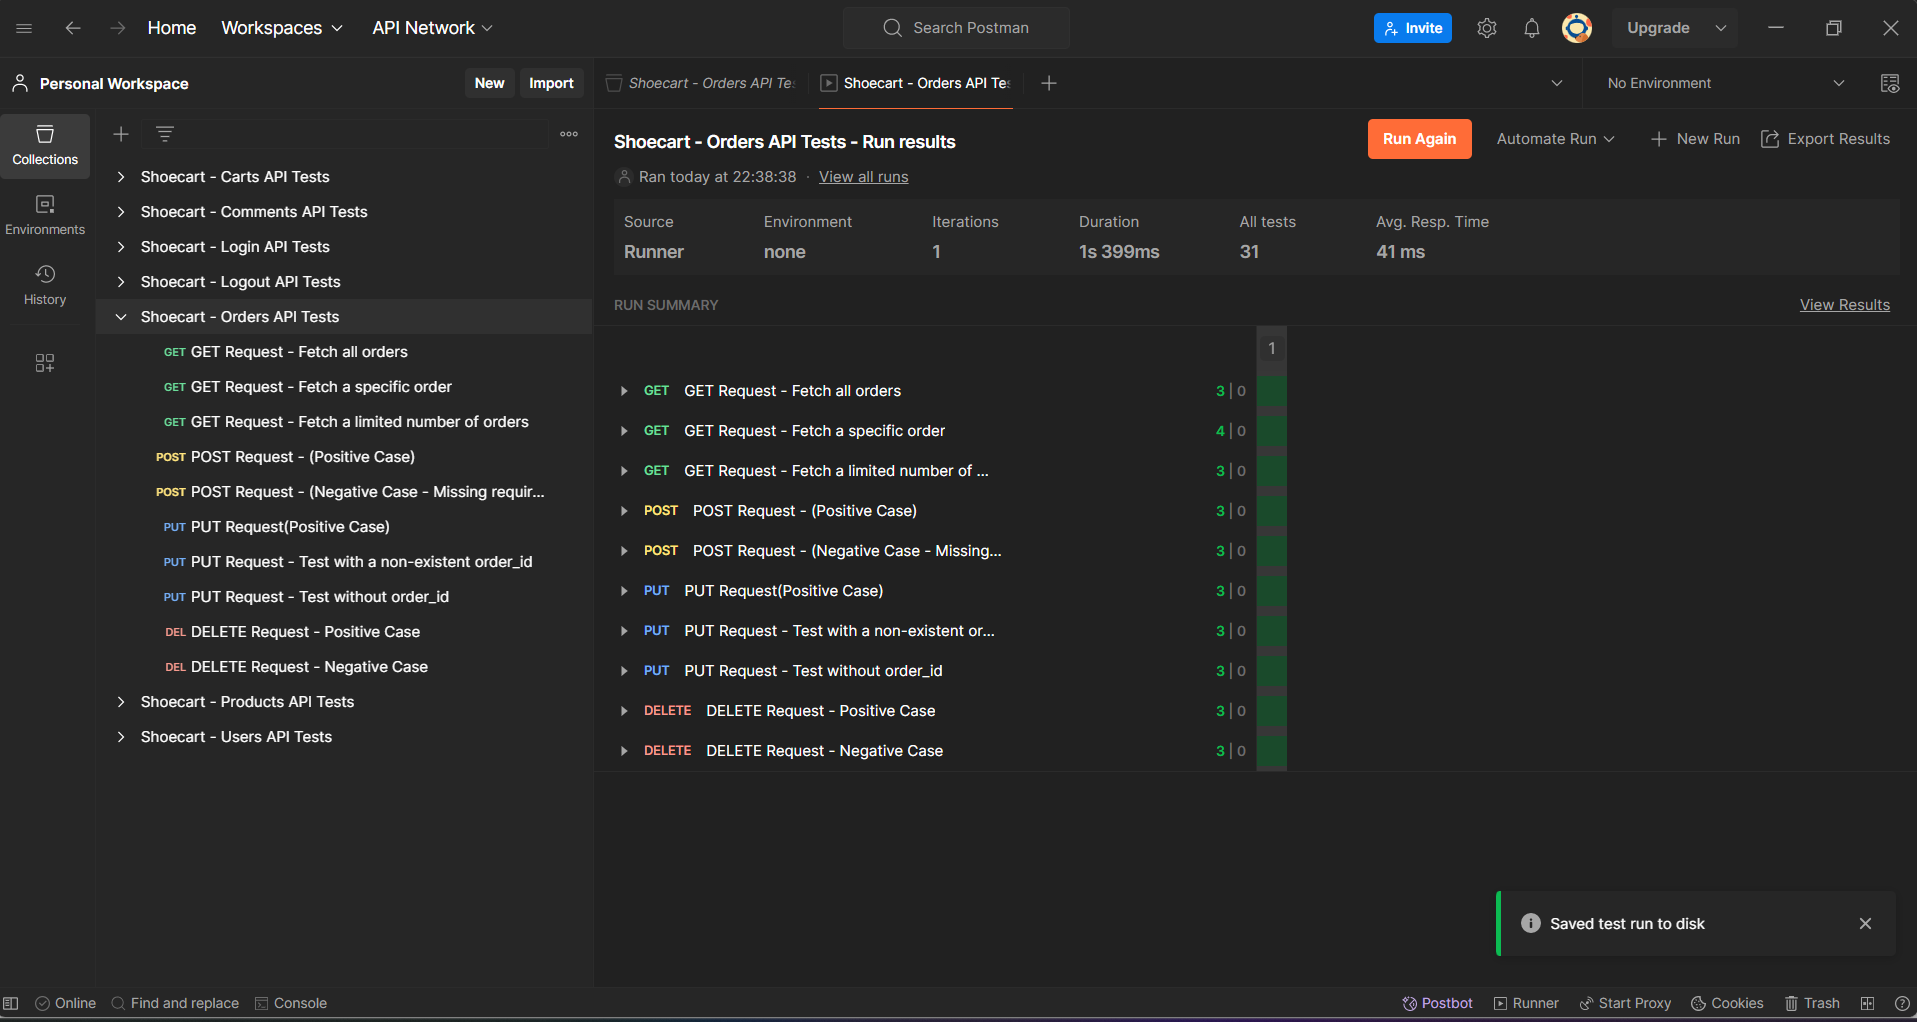 Home Workspaces API Network Search Postman Invite Upgrade
Personal Workspace New Import Shoecart - Orders API Tes Shoecart - Orders API Tes No Environment
Collections
Environments
History
Shoecart - Carts API Tests
Shoecart - Comments API Tests
Shoecart - Login API Tests
Shoecart - Logout API Tests
Shoecart - Orders API Tests
GET GET Request - Fetch all orders
GET GET Request - Fetch a specific order
GET GET Request - Fetch a limited number of orders
POST POST Request - (Positive Case)
POST POST Request - (Negative Case - Missing requir...
PUT PUT Request(Positive Case)
PUT PUT Request - Test with a non-existent order_id
PUT PUT Request - Test without order_id
DEL DELETE Request - Positive Case
DEL DELETE Request - Negative Case
Shoecart - Products API Tests
Shoecart - Users API Tests
Shoecart - Orders API Tests - Run results Run Again Automate Run New Run Export Results
Ran today at 22:38:38 · View all runs
Source Environment Iterations Duration All tests Avg. Resp. Time
Runner none 1 1s 399ms 31 41 ms
RUN SUMMARY View Results
1
GET GET Request - Fetch all orders 3 | 0
GET GET Request - Fetch a specific order 4 | 0
GET GET Request - Fetch a limited number of ... 3 | 0
POST POST Request - (Positive Case) 3 | 0
POST POST Request - (Negative Case - Missing... 3 | 0
PUT PUT Request(Positive Case) 3 | 0
PUT PUT Request - Test with a non-existent or... 3 | 0
PUT PUT Request - Test without order_id 3 | 0
DELETE DELETE Request - Positive Case 3 | 0
DELETE DELETE Request - Negative Case 3 | 0
Saved test run to disk
Online Find and replace Console Postbot Runner Start Proxy Cookies Trash